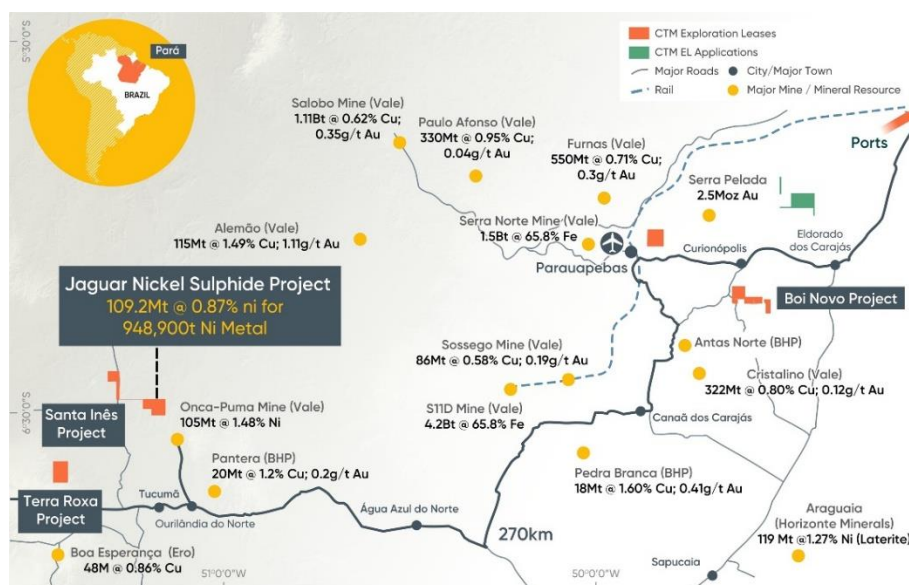 5°30'0"S
Pará
BRAZIL
CTM Exploration Leases
CTM EL Applications
Major Roads
City/Major Town
Rail
Major Mine / Mineral Resource
Salobo Mine (Vale)
1.11Bt @ 0.62% Cu;
0.35g/t Au
Paulo Afonso (Vale)
330Mt @ 0.95% Cu;
0.04g/t Au
Furnas (Vale)
550Mt @ 0.71% Cu;
0.3g/t Au
Ports
Serra Pelada
2.5Moz Au
Alemão (Vale)
115Mt @ 1.49% Cu; 1.11g/t Au
Serra Norte Mine (Vale)
1.5Bt @ 65.8% Fe
Parauapebas
Curionópolis
Eldorado
dos Carajás
Jaguar Nickel Sulphide Project
109.2Mt @ 0.87% ni for
948,900t Ni Metal
Boi Novo Project
Sossego Mine (Vale)
86Mt @ 0.58% Cu; 0.19g/t Au
Antas Norte (BHP)
Cristalino (Vale)
322Mt @ 0.80% Cu; 0.12g/t Au
6°30'0"S
Santa Inês
Project
Onca-Puma Mine (Vale)
105Mt @ 1.48% Ni
S11D Mine (Vale)
4.2Bt @ 65.8% Fe
Canaã dos Carajás
Pantera (BHP)
20Mt @ 1.2% Cu; 0.2g/t Au
Pedra Branca (BHP)
18Mt @ 1.60% Cu; 0.41g/t Au
Terra Roxa
Project
Tucumã
Ourilândia do Norte
Água Azul do Norte
270km
Araguaia
(Horizonte Minerals)
119 Mt @1.27% Ni (Laterite)
Boa Esperança (Ero)
48M @ 0.86% Cu
Sapucaia
51°0'0"W
50°0'0"W